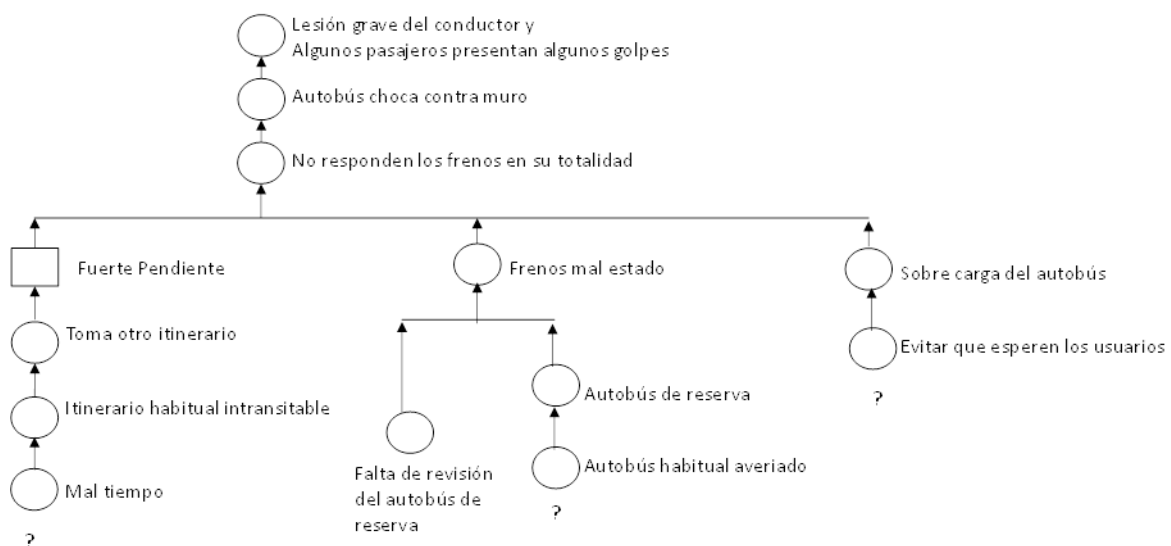 Lesión grave del conductor y
Algunos pasajeros presentan algunos golpes
Autobús choca contra muro
No responden los frenos en su totalidad
Fuerte Pendiente
Frenos mal estado
Sobre carga del autobús
Toma otro itinerario
Evitar que esperen los usuarios
?
Autobús de reserva
Itinerario habitual intransitable
Autobús habitual averiado
?
Falta de revisión
del autobús de
reserva
Mal tiempo
?